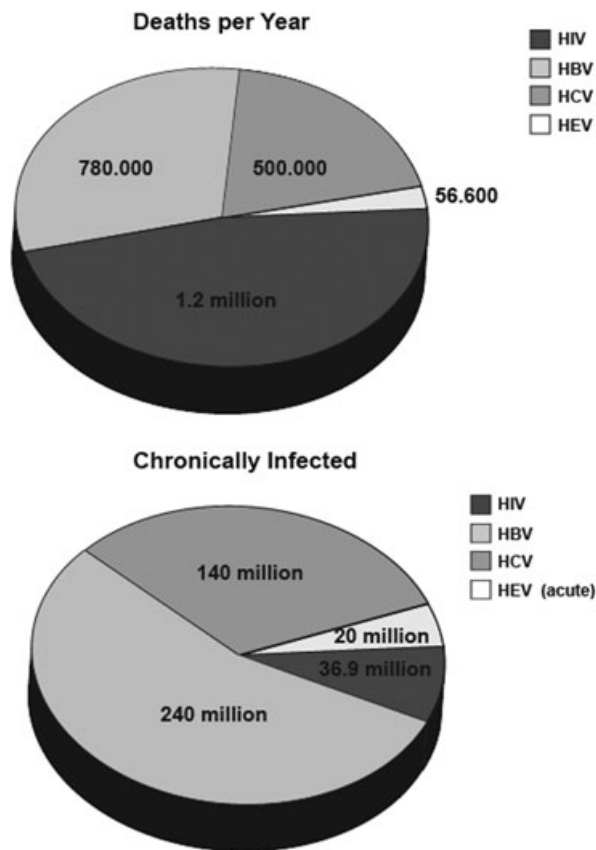 Deaths per Year
HIV
HBV
HCV
HEV
780.000
500.000
56.600
1.2 million
Chronically Infected
HIV
HBV
HCV
HEV (acute)
140 million
20 million
36.9 million
240 million